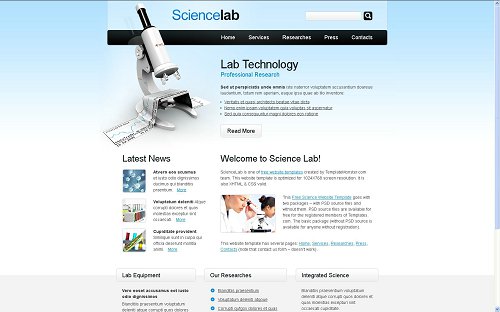 Sciencelab
Home Services Researches Press Contacts
Lab Technology
Professional Research
Sed ut perspiciatis unde omnis iste natus error voluptatem accusantium doloremque
laudantium, totam rem aperiam, eaque ipsa quae ab illo inventore:
Veritatis et quasi architecto beatae vitae dicta
Nemo enim ipsam voluptatem quia voluptas sit aspernatur
Sed quia consequuntur magni dolores eos ratione
Read More
Latest News
Atvero eos accumus
et iusto odio dignissimos
ducimus qui blanditiis
praesentium More
Voluptatum deleniti Atque
corrupti dolores et quas
molestias excepturi sint
occaecati More
Cupiditate provident
Similique sunt in culpa qui
officia deserunt mollitia
animi More
Welcome to Science Lab!
ScienceLab is one of free website templates created by TemplateMonster.com
team. This website template is optimized for 1024X768 screen resolution. It is
also XHTML & CSS valid.
This Free Science Website Template goes with
two packages – with PSD source files and
without them. PSD source files are available for
free for the registered members of Templates.
com. The basic package (without PSD source is
available for anyone without registration).
This website template has several pages: Home, Services, Researches, Press,
Contacts (note that contact us form – doesn't work).
Lab Equipment
Vero eoset accusamus est iusto
odio dignissimos
Blanditiis praesentium voluptatum
deleniti atque corrupti quos dolores
Our Researches
Blanditiis praesentium
Voluptatum deleniti atque
Corrupti quos dolores et quas
Integrated Science
Blanditiis praesentium voluptatum
deleniti atque corrupti quos dolores et
quas molestias excepturi sint
occaecati cupiditate.